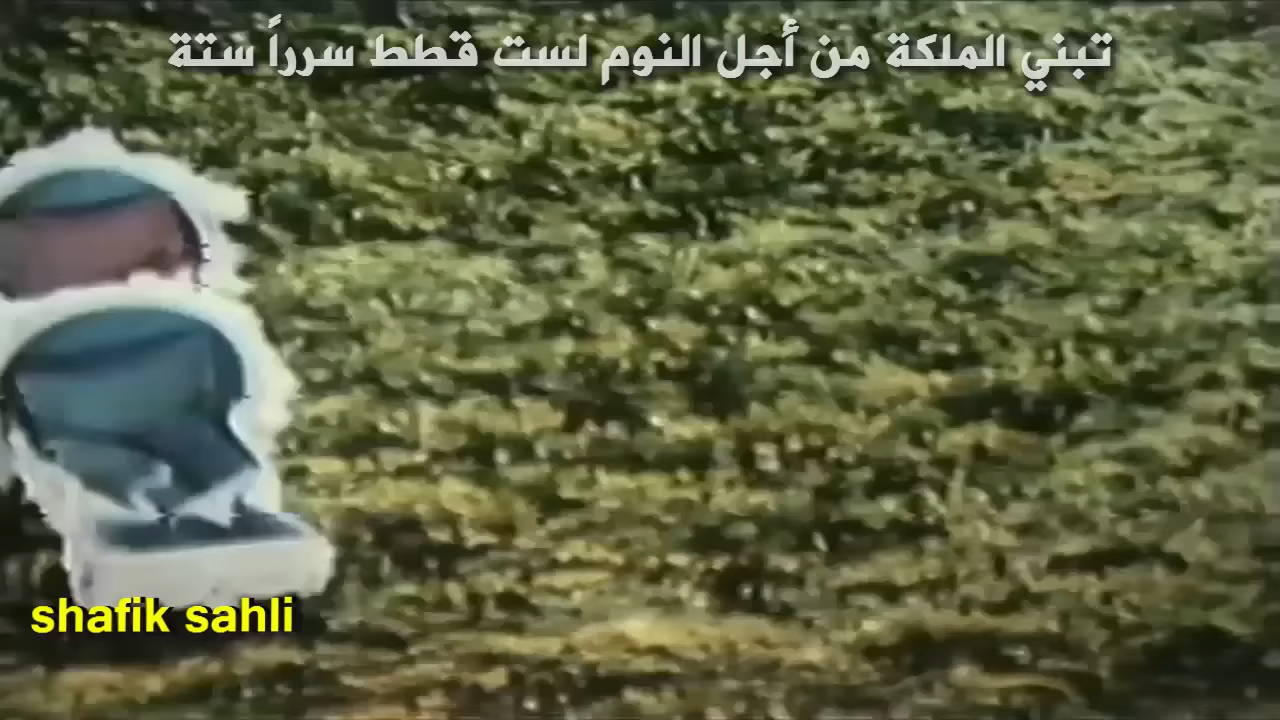 تبني الملكة من أجل النوم لست قطط سرراً ستة
shafik sahli